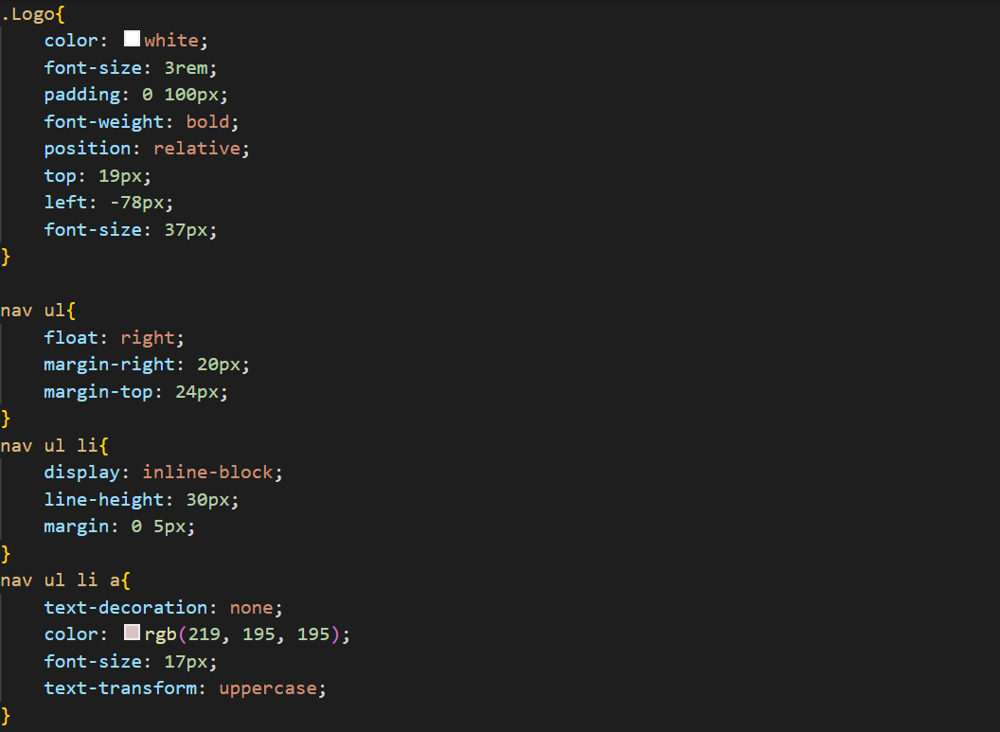 .Logo{
    color: white;
    font-size: 3rem;
    padding: 0 100px;
    font-weight: bold;
    position: relative;
    top: 19px;
    left: -78px;
    font-size: 37px;
}

nav ul{
    float: right;
    margin-right: 20px;
    margin-top: 24px;
}
nav ul li{
    display: inline-block;
    line-height: 30px;
    margin: 0 5px;
}
nav ul li a{
    text-decoration: none;
    color: rgb(219, 195, 195);
    font-size: 17px;
    text-transform: uppercase;
}